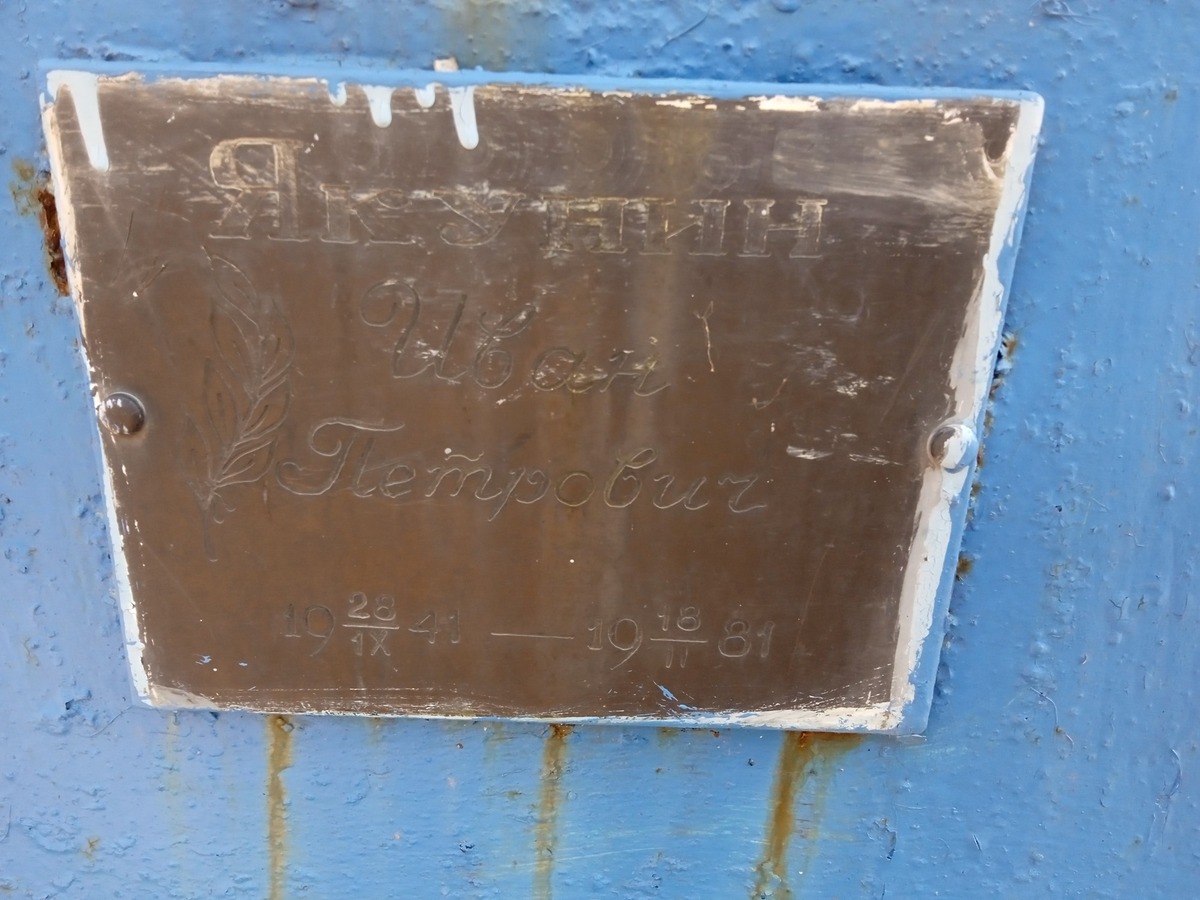 Якунин
Иван
Петрович
19 28/IX 41 — 19 18/II 81